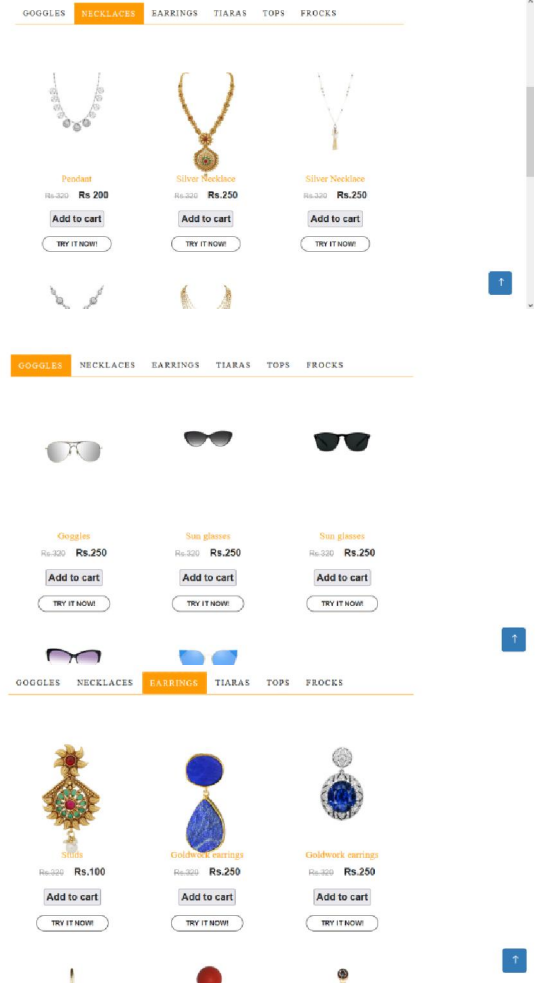 GOGGLES NECKLACES EARRINGS TIARAS TOPS FROCKS
Pendant Silver Necklace Silver Necklace
Rs.320 Rs 200 Rs.320 Rs.250 Rs.320 Rs.250
Add to cart Add to cart Add to cart
TRY IT NOW! TRY IT NOW! TRY IT NOW!
↑
GOGGLES NECKLACES EARRINGS TIARAS TOPS FROCKS
Goggles Sun glasses Sun glasses
Rs.320 Rs.250 Rs.320 Rs.250 Rs.320 Rs.250
Add to cart Add to cart Add to cart
TRY IT NOW! TRY IT NOW! TRY IT NOW!
↑
GOGGLES NECKLACES EARRINGS TIARAS TOPS FROCKS
Goldwork earrings Goldwork earrings
Rs.320 Rs.100 Rs.320 Rs.250 Rs.320 Rs.250
Add to cart Add to cart Add to cart
TRY IT NOW! TRY IT NOW! TRY IT NOW!
↑